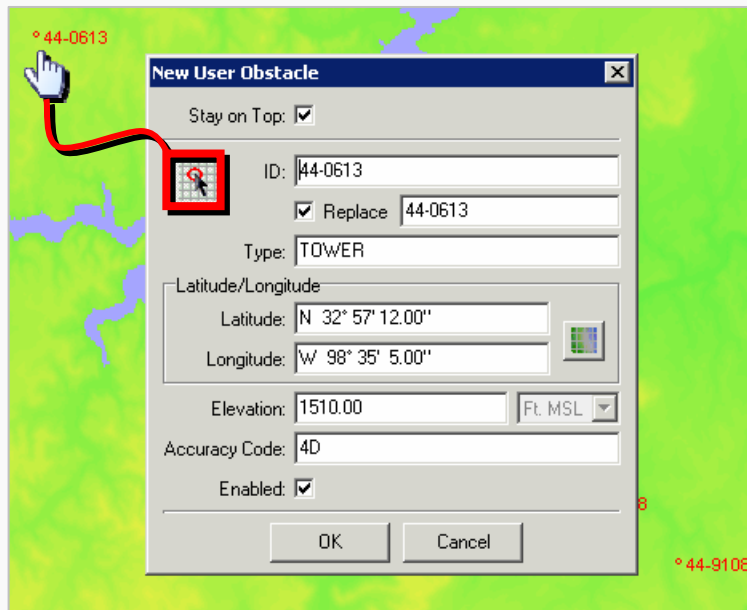 44-0613
New User Obstacle
Stay on Top:
ID: 44-0613
Replace 44-0613
Type: TOWER
Latitude/Longitude
Latitude: N 32° 57' 12.00"
Longitude: W 98° 35' 5.00"
Elevation: 1510.00 Ft. MSL
Accuracy Code: 4D
Enabled:
8
OK Cancel
44-9108